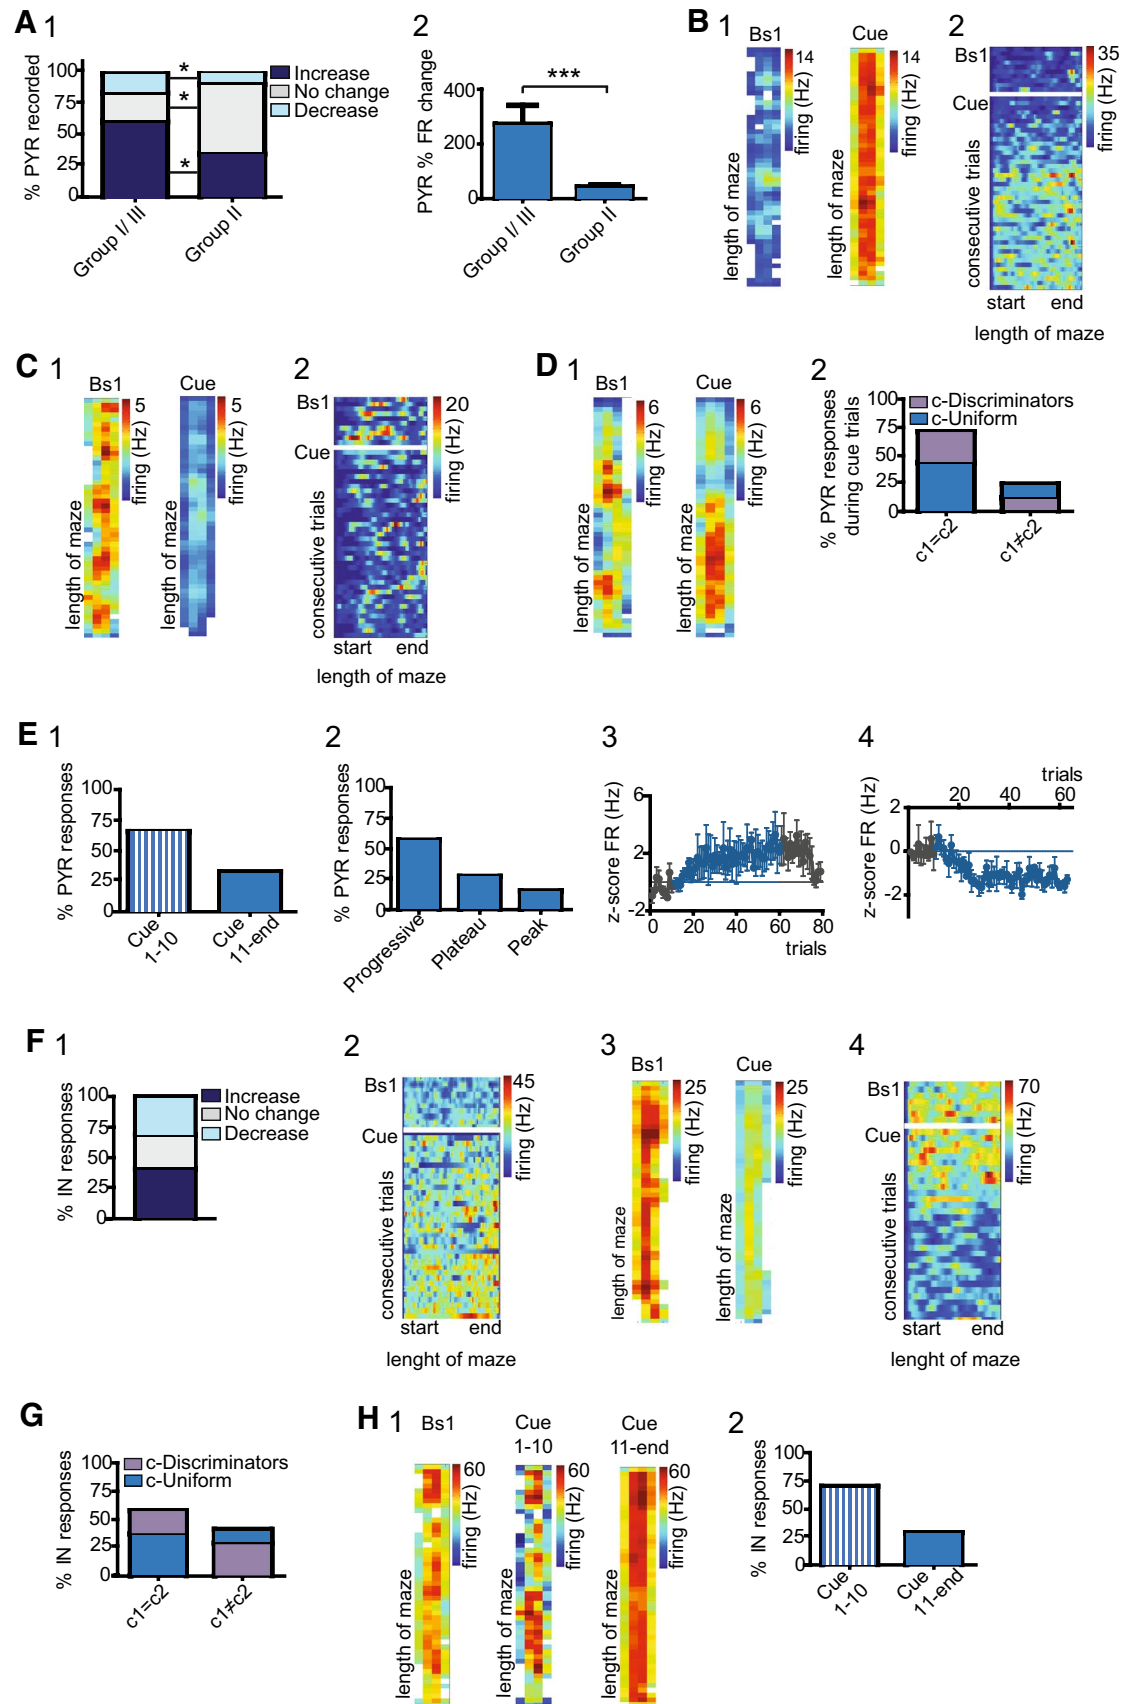 A 1
% PYR recorded
100
75
50
25
0
Group I/ III
Group II
*
*
*
Increase
No change
Decrease
2
PYR % FR change
400
200
0
***
Group I/ III
Group II
B 1
Bs1
Cue
length of maze
14
firing (Hz)
length of maze
14
firing (Hz)
2
Bs1
Cue
consecutive trials
35
firing (Hz)
start end
length of maze
C 1
Bs1
Cue
length of maze
5
firing (Hz)
length of maze
5
firing (Hz)
2
Bs1
Cue
consecutive trials
20
firing (Hz)
start end
length of maze
D 1
Bs1
Cue
length of maze
6
firing (Hz)
length of maze
6
firing (Hz)
2
% PYR responses
during cue trials
100
75
50
25
0
c-Discriminators
c-Uniform
c1=c2
c1≠c2
E 1
% PYR responses
100
75
50
25
0
Cue
1-10
Cue
11-end
2
% PYR responses
100
75
50
25
0
Progressive
Plateau
Peak
3
z-score FR (Hz)
6
2
-2
0 20 40 60 80
trials
4
trials
20 40 60
z-score FR (Hz)
2
0
-2
F 1
% IN responses
100
75
50
25
0
Increase
No change
Decrease
2
Bs1
Cue
consecutive trials
45
firing (Hz)
start end
lenght of maze
3
Bs1
Cue
length of maze
25
firing (Hz)
length of maze
25
firing (Hz)
4
Bs1
Cue
consecutive trials
70
firing (Hz)
start end
lenght of maze
G
% IN responses
100
75
50
25
0
c-Discriminators
c-Uniform
c1=c2
c1≠c2
H 1
Bs1
Cue
1-10
Cue
11-end
length of maze
60
firing (Hz)
length of maze
60
firing (Hz)
length of maze
60
firing (Hz)
2
% IN responses
100
75
50
25
0
Cue
1-10
Cue
11-end